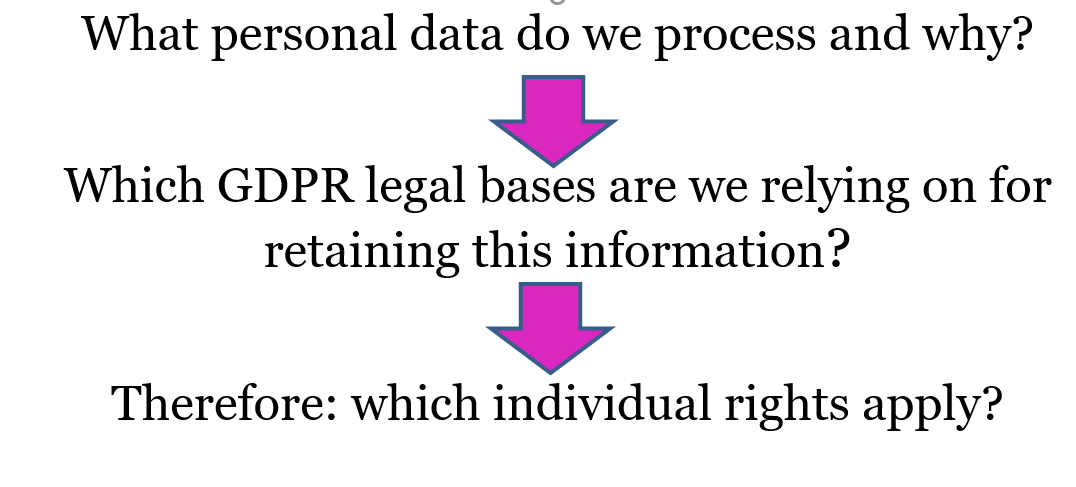 What personal data do we process and why?
Which GDPR legal bases are we relying on for
retaining this information?
Therefore: which individual rights apply?